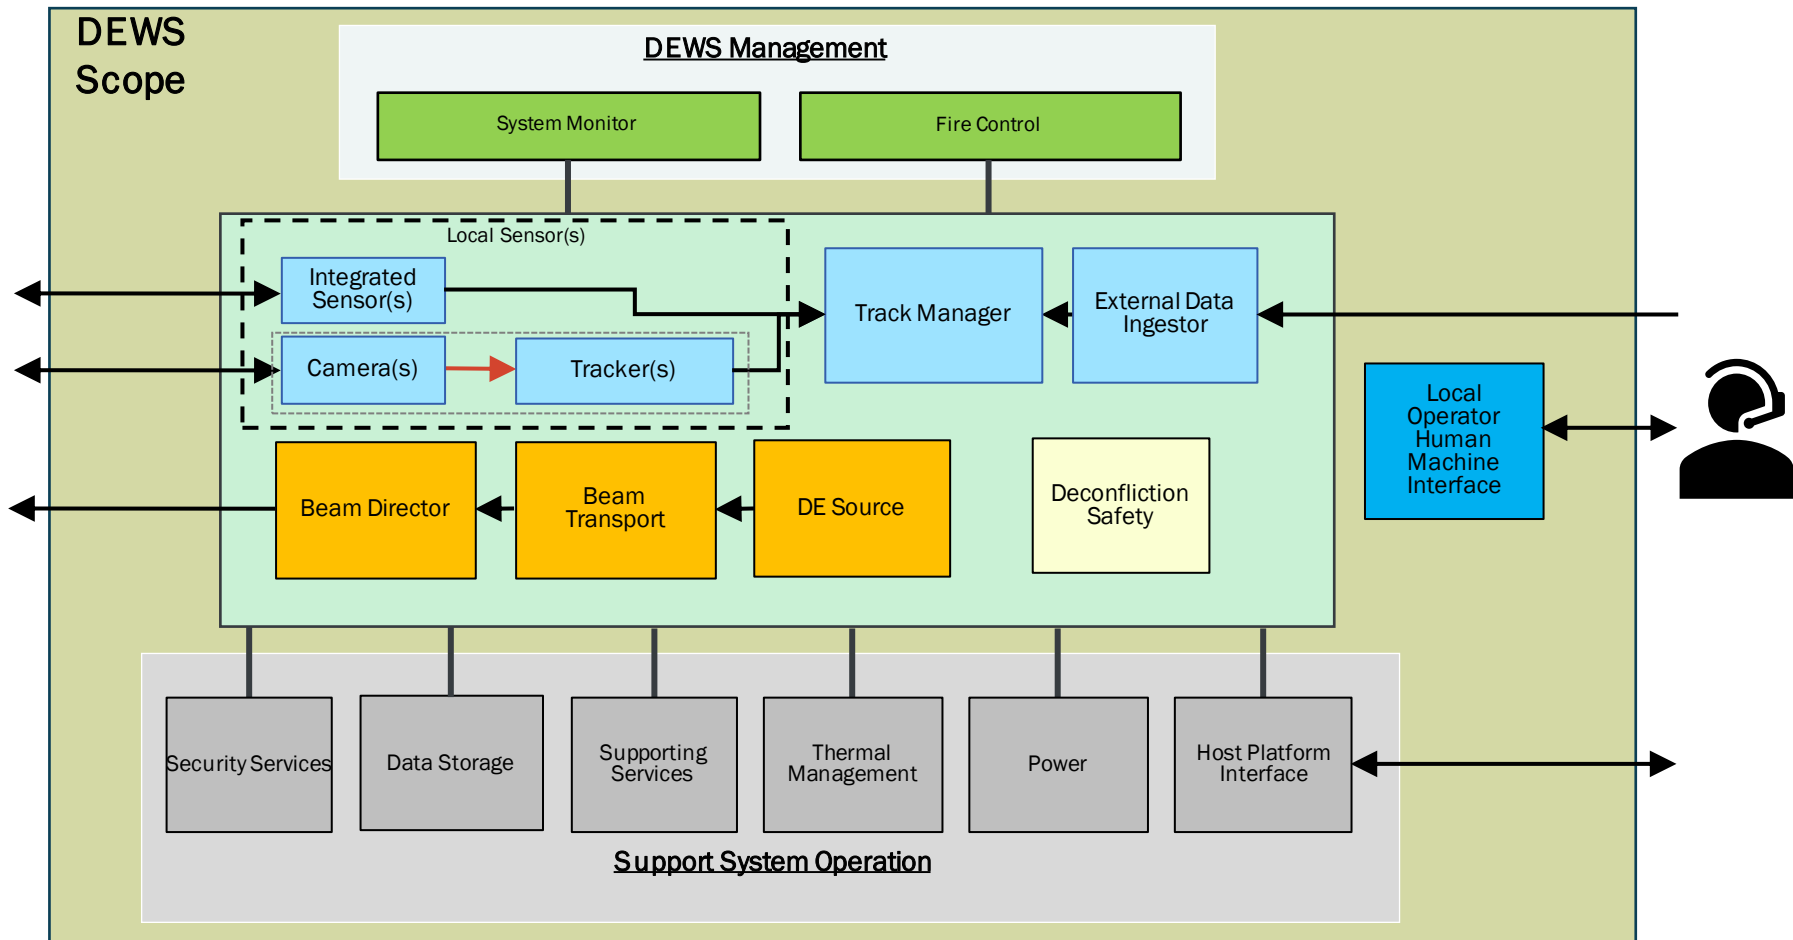 DEWS
Scope
DEWS Management
System Monitor
Fire Control
Local Sensor(s)
Integrated
Sensor(s)
Camera(s)
Tracker(s)
Track Manager
External Data
Ingestor
Local
Operator
Human
Machine
Interface
Beam Director
Beam
Transport
DE Source
Deconfliction
Safety
Security Services
Data Storage
Supporting
Services
Thermal
Management
Power
Host Platform
Interface
Support System Operation